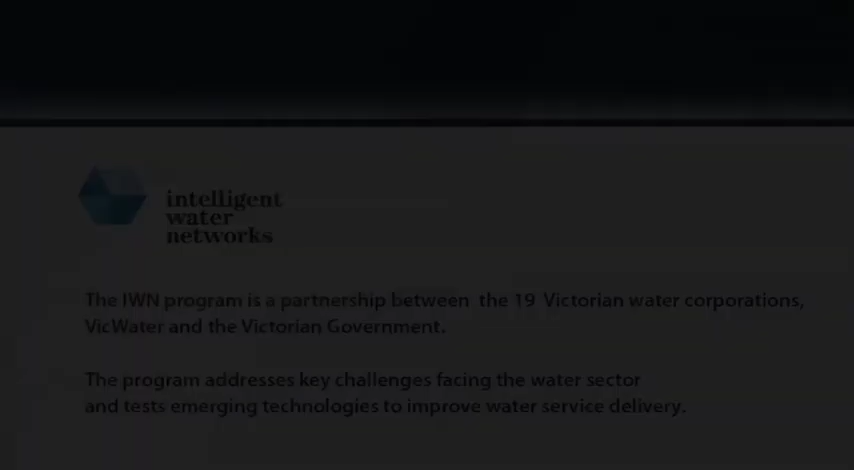 intelligent
water
networks
The IWN program is a partnership between the 19 Victorian water corporations,
VicWater and the Victorian Government.
The program addresses key challenges facing the water sector
and tests emerging technologies to improve water service delivery.